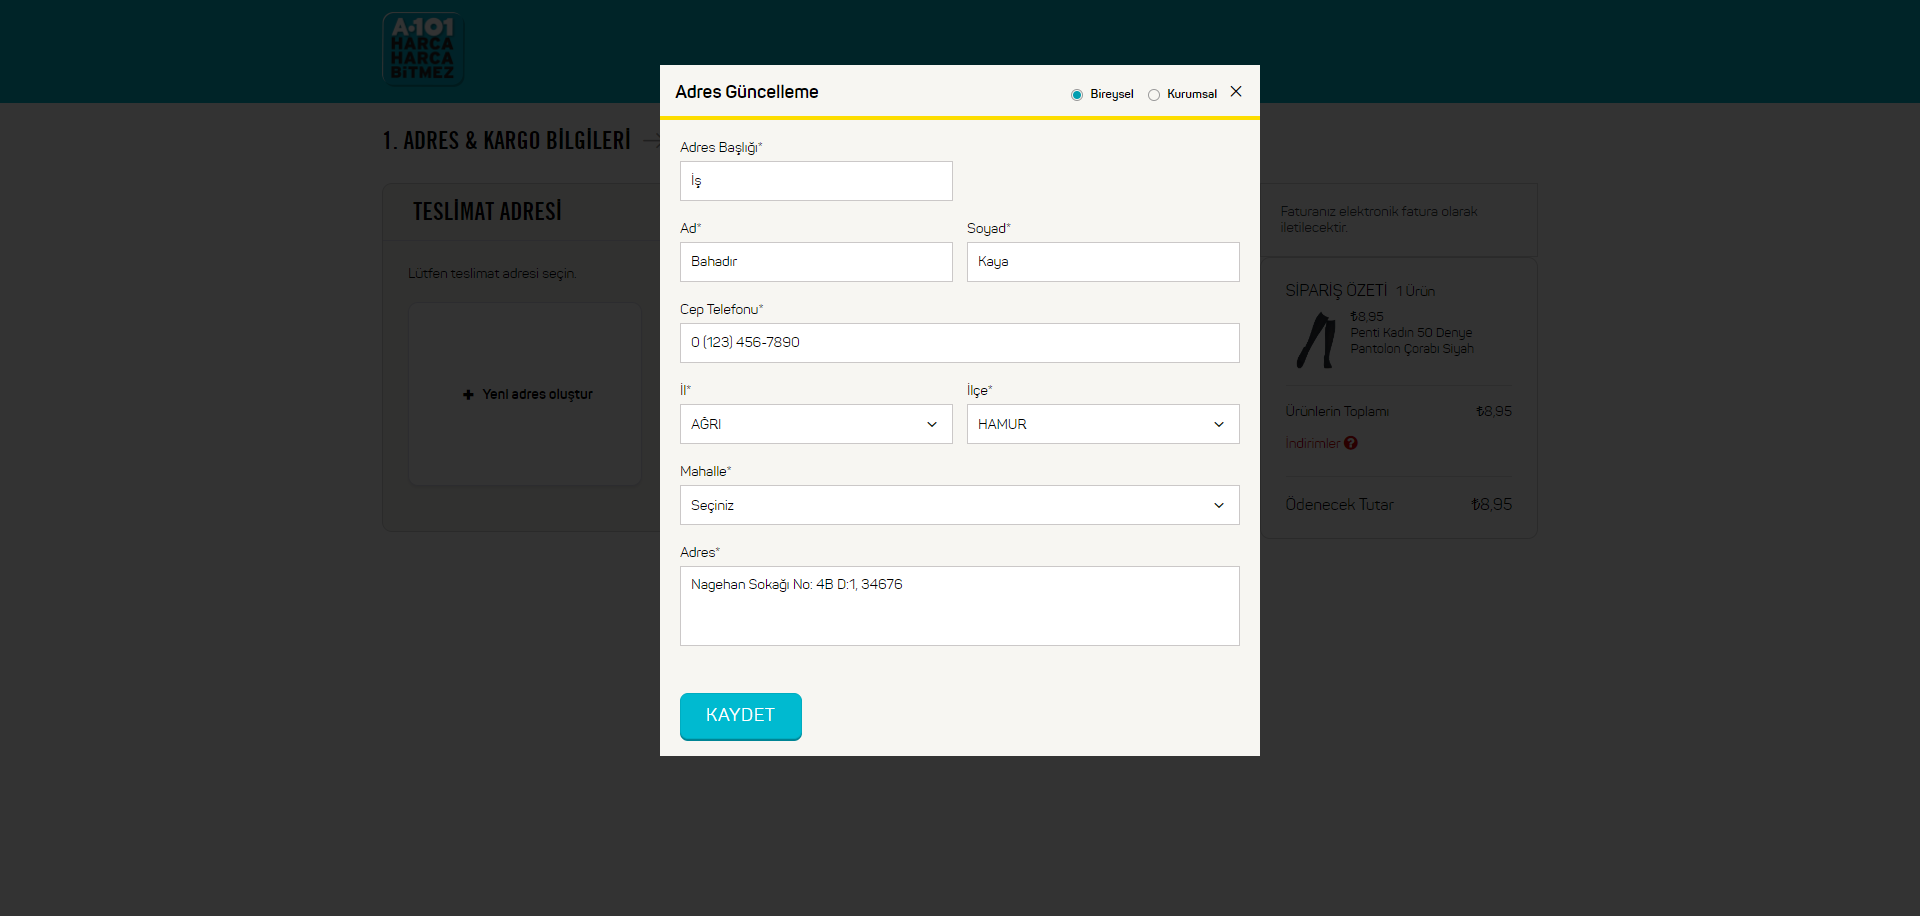 A·101
HARCA
HARCA
BİTMEZ
1. ADRES & KARGO BİLGİLERİ
TESLİMAT ADRESİ
Lütfen teslimat adresi seçin.
+ Yeni adres oluştur
Adres Güncelleme
Bireysel
Kurumsal
Adres Başlığı*
İş
Ad*
Soyad*
Bahadır
Kaya
Cep Telefonu*
0 (123) 456-7890
İl*
İlçe*
AĞRI
HAMUR
Mahalle*
Seçiniz
Adres*
Nagehan Sokağı No: 4B D:1, 34676
KAYDET
Faturanız elektronik fatura olarak
iletilecektir.
SİPARİŞ ÖZETİ 1 Ürün
₺8,95
Penti Kadın 50 Denye
Pantolon Çorabı Siyah
Ürünlerin Toplamı ₺8,95
İndirimler ?
Ödenecek Tutar ₺8,95